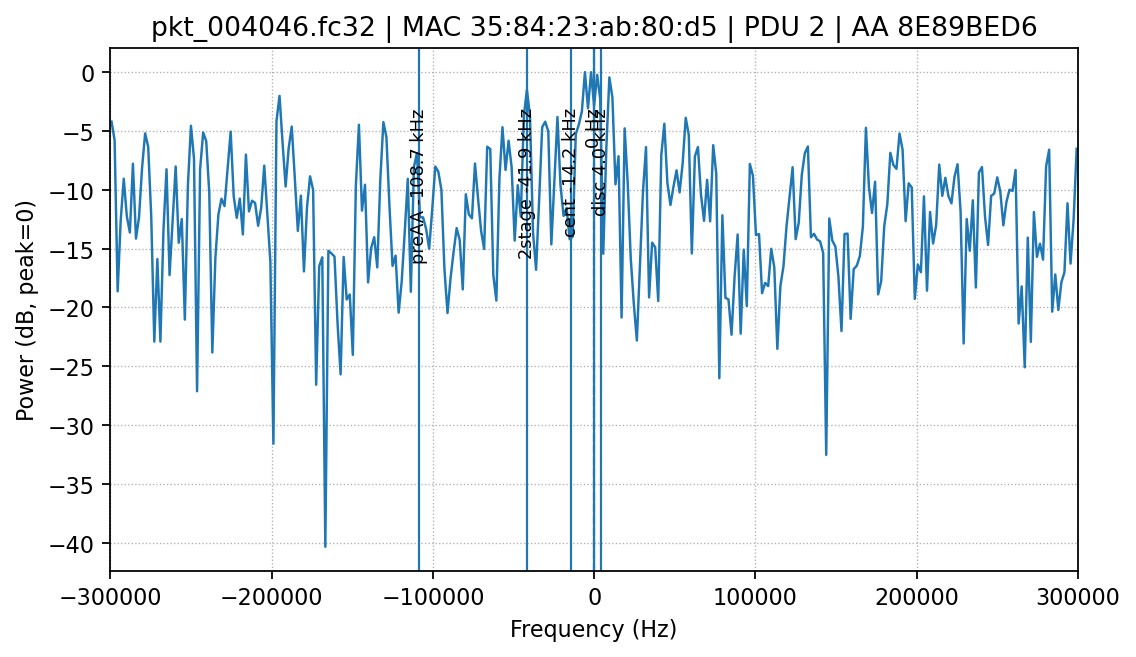 pkt_004046.fc32 | MAC 35:84:23:ab:80:d5 | PDU 2 | AA 8E89BED6
Power (dB, peak=0)
0
−5
−10
−15
−20
−25
−30
−35
−40
preAA -108.7 kHz
2stage -41.9 kHz
cent -14.2 kHz
0 Hz
disc 4.0 kHz
−300000
−200000
−100000
0
100000
200000
300000
Frequency (Hz)